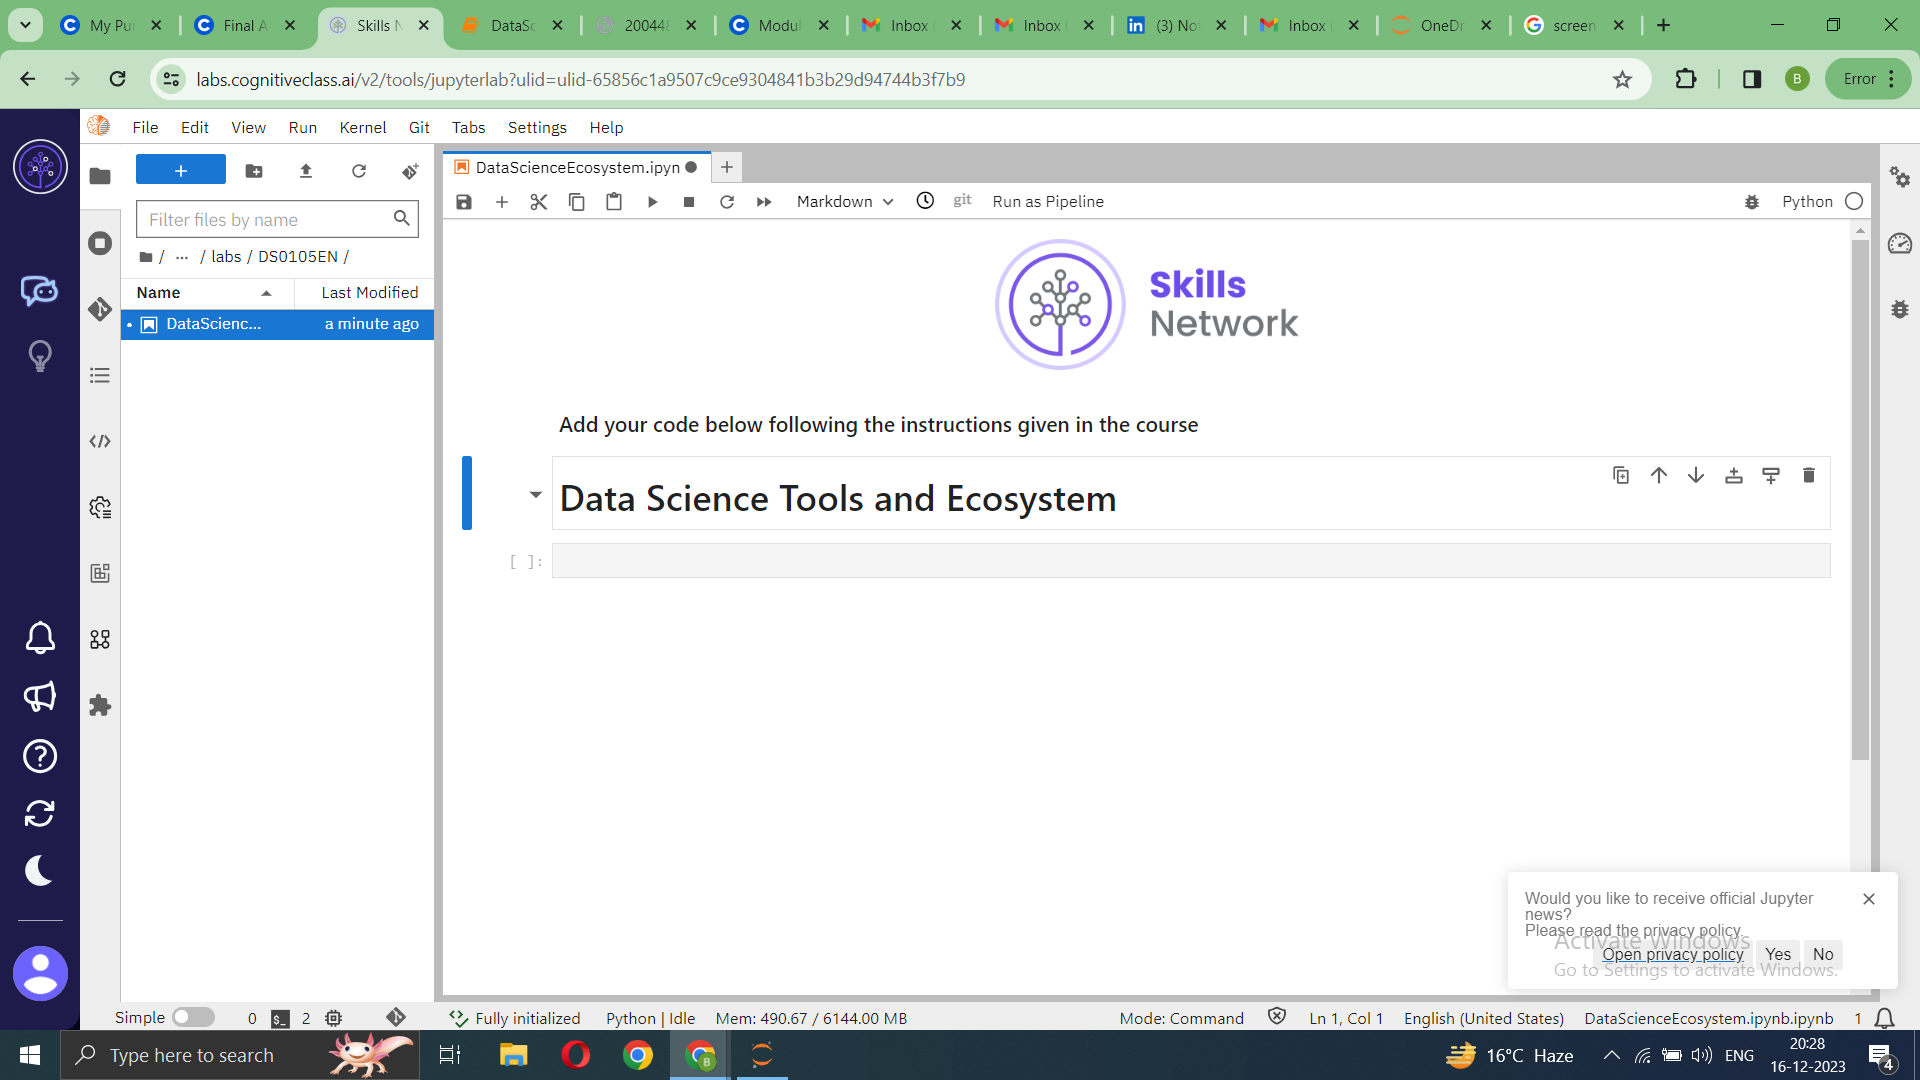 My Pu
Final A
Skills N
DataSc
20044
Modul
Inbox
Inbox
(3) No
Inbox
OneDr
screen
labs.cognitiveclass.ai/v2/tools/jupyterlab?ulid=ulid-65856c1a9507c9ce9304841b3b29d94744b3f7b9
B
Error
File Edit View Run Kernel Git Tabs Settings Help
DataScienceEcosystem.ipyn
Filter files by name
Markdown
git
Run as Pipeline
Python
/ ... / labs / DS0105EN /
Name
Last Modified
DataScienc...
a minute ago
Skills
Network
Add your code below following the instructions given in the course
Data Science Tools and Ecosystem
[ ]:
Would you like to receive official Jupyter
news?
Please read the privacy policy.
Open privacy policy
Yes
No
Activate Windows
Go to Settings to activate Windows.
Simple
0
2
Fully initialized
Python | Idle
Mem: 490.67 / 6144.00 MB
Mode: Command
Ln 1, Col 1
English (United States)
DataScienceEcosystem.ipynb.ipynb
1
Type here to search
16°C Haze
ENG
20:28
16-12-2023
4